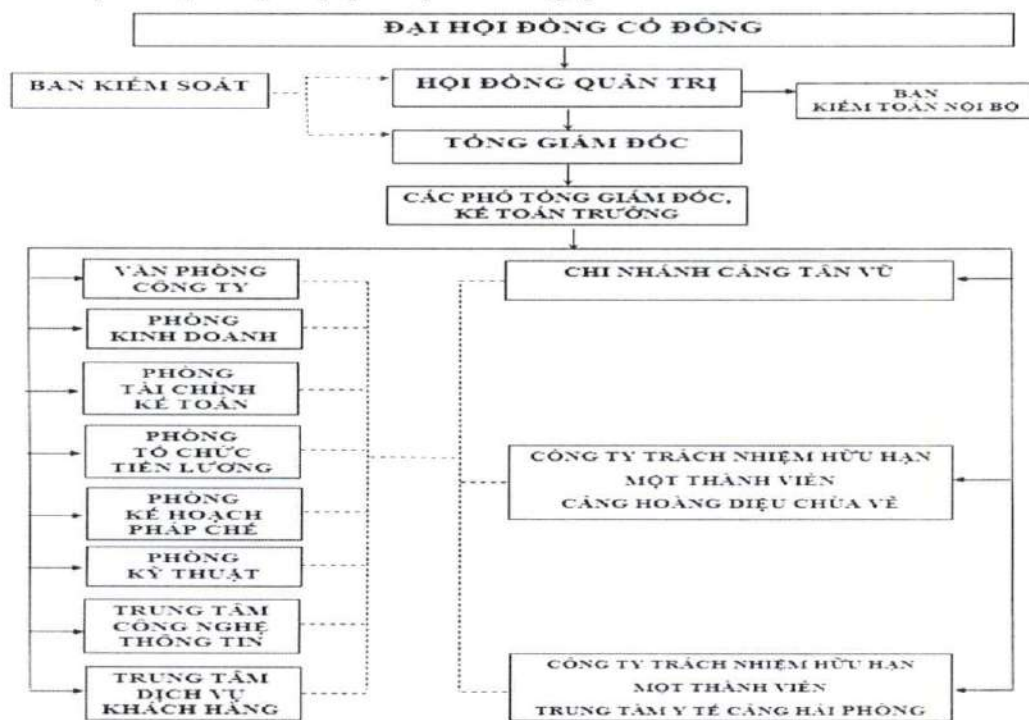 ĐẠI HỘI ĐỒNG CỔ ĐÔNG
BAN KIỂM SOÁT
HỘI ĐỒNG QUẢN TRỊ
BAN
KIỂM TOÁN NỘI BỘ
TỔNG GIÁM ĐỐC
CÁC PHÓ TỔNG GIÁM ĐỐC,
KẾ TOÁN TRƯỞNG
VĂN PHÒNG
CÔNG TY
PHÒNG
KINH DOANH
PHÒNG
TÀI CHÍNH
KẾ TOÁN
PHÒNG
TỔ CHỨC
TIỀN LƯƠNG
PHÒNG
KẾ HOẠCH
PHÁP CHẾ
PHÒNG
KỸ THUẬT
TRUNG TÂM
CÔNG NGHỆ
THÔNG TIN
TRUNG TÂM
DỊCH VỤ
KHÁCH HÀNG
CHI NHÁNH CẢNG TÂN VŨ
CÔNG TY TRÁCH NHIỆM HỮU HẠN
MỘT THÀNH VIÊN
CẢNG HOÀNG DIỆU CHÙA VẼ
CÔNG TY TRÁCH NHIỆM HỮU HẠN
MỘT THÀNH VIÊN
TRUNG TÂM Y TẾ CẢNG HẢI PHÒNG